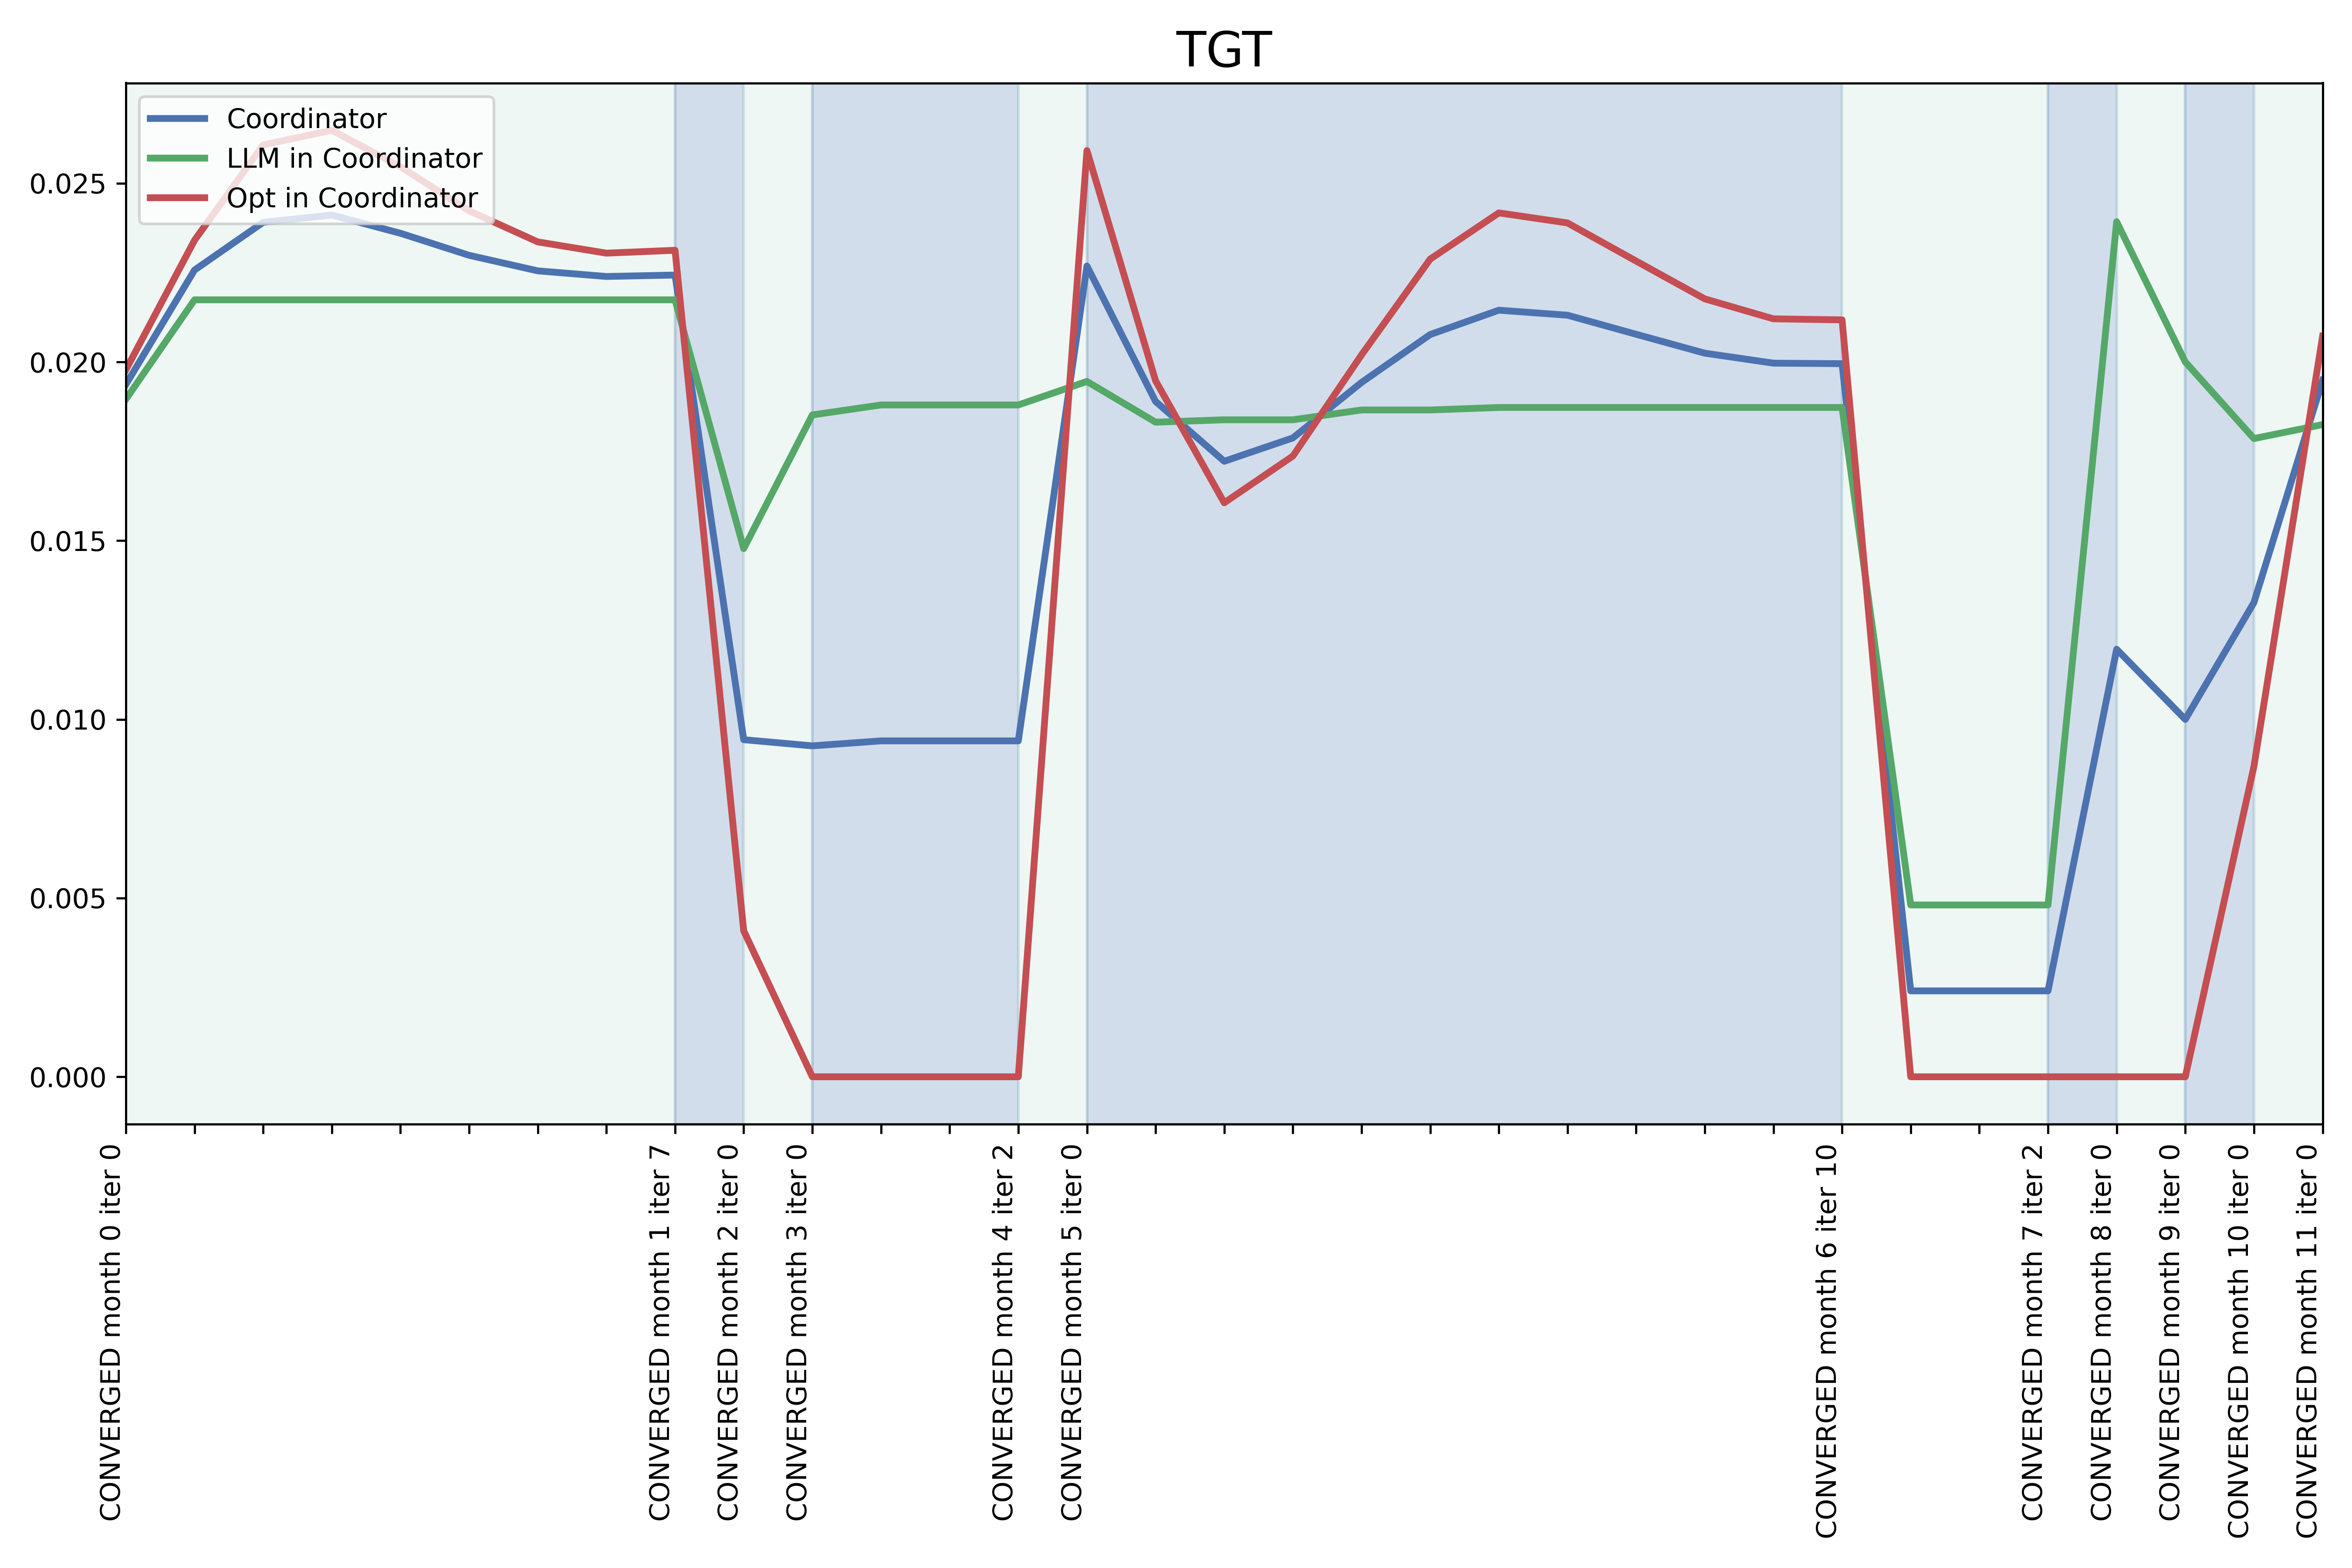 TGT
Coordinator
LLM in Coordinator
Opt in Coordinator
0.025
0.020
0.015
0.010
0.005
0.000
CONVERGED month 0 iter 0
CONVERGED month 1 iter 7
CONVERGED month 2 iter 0
CONVERGED month 3 iter 0
CONVERGED month 4 iter 2
CONVERGED month 5 iter 0
CONVERGED month 6 iter 10
CONVERGED month 7 iter 2
CONVERGED month 8 iter 0
CONVERGED month 9 iter 0
CONVERGED month 10 iter 0
CONVERGED month 11 iter 0